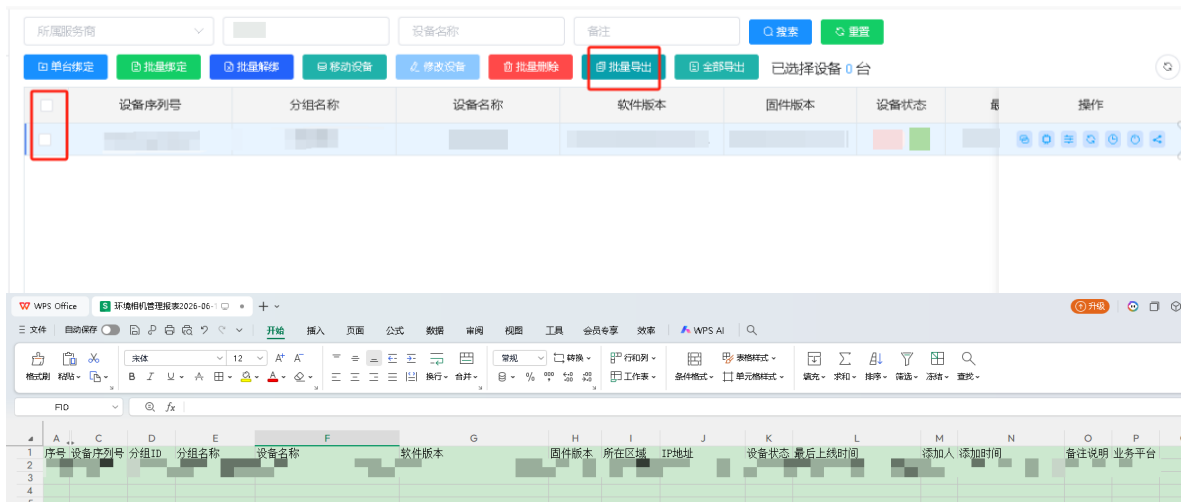 所属服务商 设备名称 备注 搜索 重置
单台绑定 批量绑定 批量解绑 移动设备 修改设备 批量删除 批量导出 全部导出 已选择设备 0 台
设备序列号 分组名称 设备名称 软件版本 固件版本 设备状态 操作
WPS Office 环境相机管理报表2026-06- 升级
文件 自动保存 开始 插入 页面 公式 数据 审阅 视图 工具 会员专享 效率 WPS AI
宋体 12 A+ A- 常规 转换 行和列 表格样式
格式刷 粘贴 B I U A 换行 合并 % 工作表 条件格式 单元格样式 填充 求和 排序 筛选 冻结 查找
F10 fx
A C D E F G H I J K L M N O P
1 序号 设备序列号 分组ID 分组名称 设备名称 软件版本 固件版本 所在区域 IP地址 设备状态 最后上线时间 添加人 添加时间 备注说明 业务平台
2
3
4